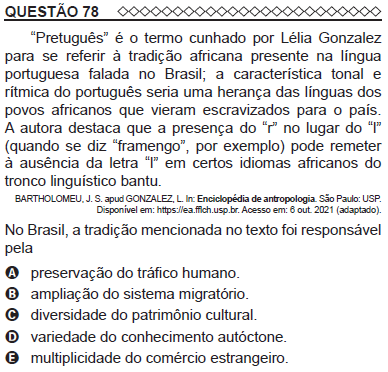 QUESTÃO 78
“Pretuguês” é o termo cunhado por Lélia Gonzalez
para se referir à tradição africana presente na língua
portuguesa falada no Brasil; a característica tonal e
rítmica do português seria uma herança das línguas dos
povos africanos que vieram escravizados para o país.
A autora destaca que a presença do “r” no lugar do “l”
(quando se diz “framengo”, por exemplo) pode remeter
à ausência da letra “l” em certos idiomas africanos do
tronco linguístico bantu.
BARTHOLOMEU, J. S. apud GONZALEZ, L. In: Enciclopédia de antropologia. São Paulo: USP.
Disponível em: https://ea.fflch.usp.br. Acesso em: 6 out. 2021 (adaptado).
No Brasil, a tradição mencionada no texto foi responsável
pela
A preservação do tráfico humano.
B ampliação do sistema migratório.
C diversidade do patrimônio cultural.
D variedade do conhecimento autóctone.
E multiplicidade do comércio estrangeiro.